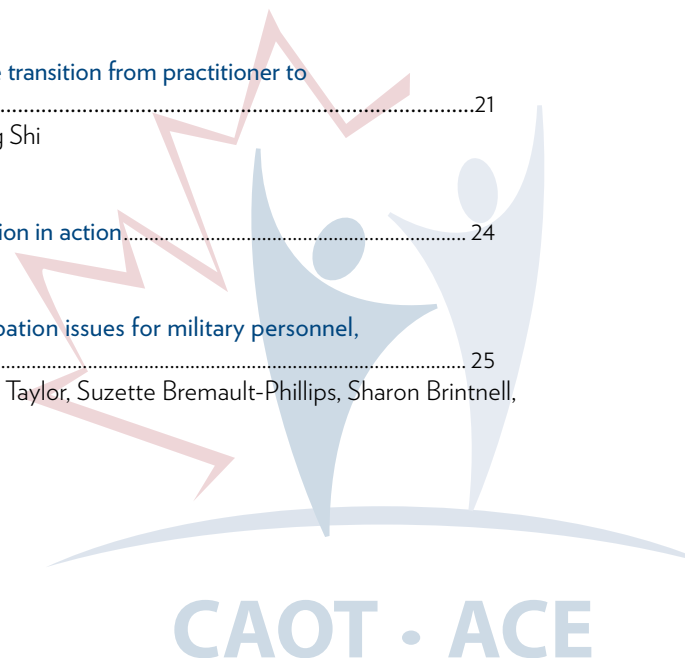 transition from practitioner to
..........21
Shi
ion in action.......... 24
pation issues for military personnel,
.......... 25
Taylor, Suzette Bremault-Phillips, Sharon Brintnell,
CAOT · ACE